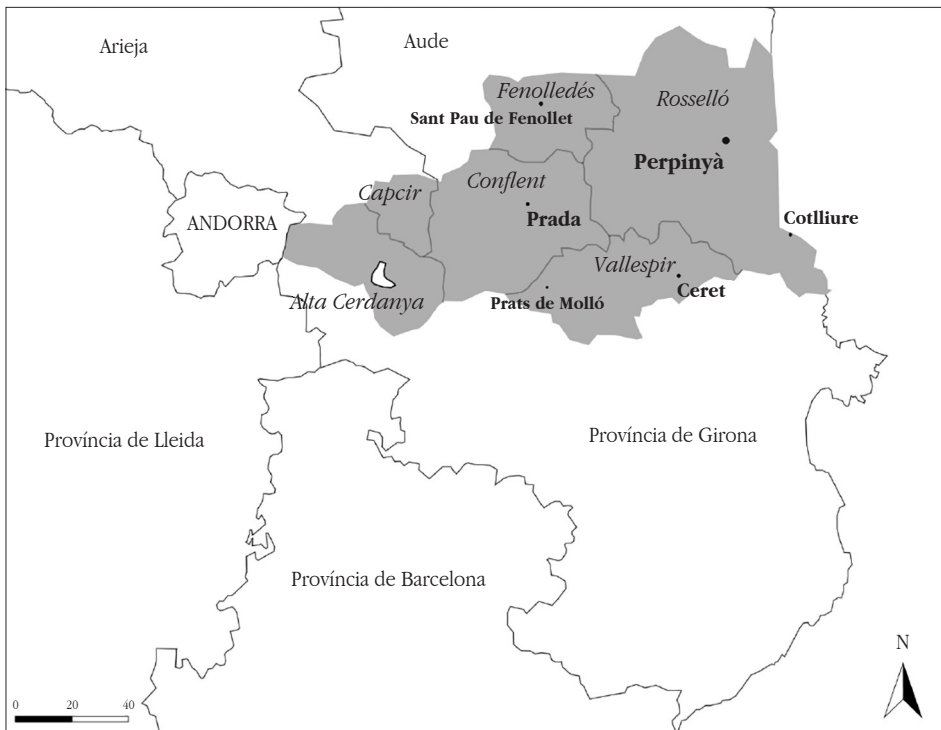 Arieja
Aude
Fenolledés
Sant Pau de Fenollet
Rosselló
Perpinyà
Capcir
Conflent
Prada
ANDORRA
Cotlliure
Vallespir
Ceret
Prats de Molló
Alta Cerdanya
Província de Lleida
Província de Girona
Província de Barcelona
N
0 20 40